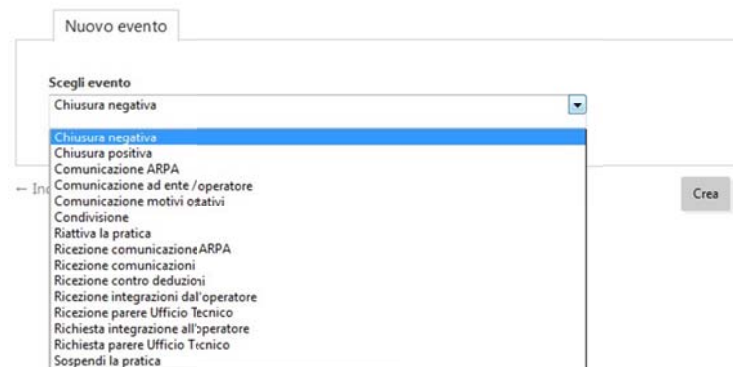 Nuovo evento
Scegli evento
Chiusura negativa
Chiusura negativa
Chiusura positiva
Comunicazione ARPA
← In
Comunicazione ad ente / operatore
Comunicazione motivi ostativi
Crea
Condivisione
Riattiva la pratica
Ricezione comunicazione ARPA
Ricezione comunicazioni
Ricezione contro deduzioni
Ricezione integrazioni dall'operatore
Ricezione parere Ufficio Tecnico
Richiesta integrazione all'operatore
Richiesta parere Ufficio Tecnico
Sospendi la pratica